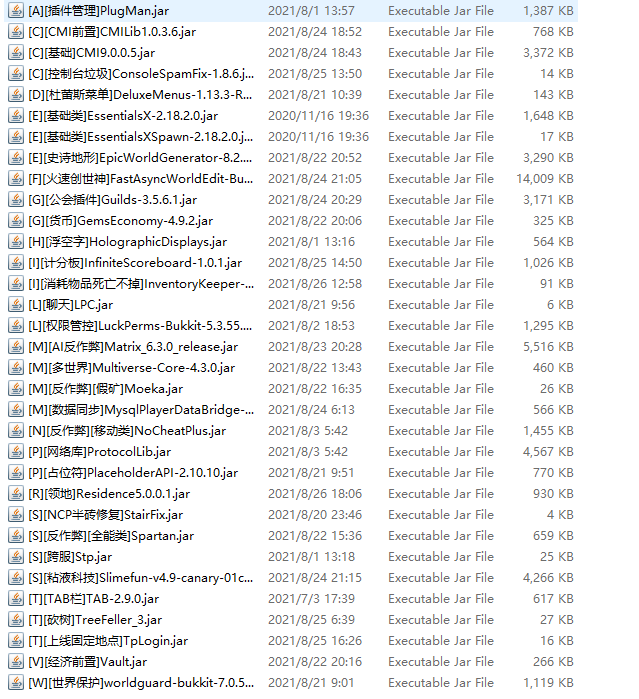 [A][插件管理]PlugMan.jar 2021/8/1 13:57 Executable Jar File 1,387 KB
[C][CMI前置]CMILib1.0.3.6.jar 2021/8/24 18:52 Executable Jar File 768 KB
[C][基础]CMI9.0.0.5.jar 2021/8/24 18:43 Executable Jar File 3,372 KB
[C][控制台垃圾]ConsoleSpamFix-1.8.6.j... 2021/8/25 13:50 Executable Jar File 14 KB
[D][杜蕾斯菜单]DeluxeMenus-1.13.3-R... 2021/8/21 10:39 Executable Jar File 143 KB
[E][基础类]EssentialsX-2.18.2.0.jar 2020/11/16 19:36 Executable Jar File 1,648 KB
[E][基础类]EssentialsXSpawn-2.18.2.0.j... 2020/11/16 19:36 Executable Jar File 17 KB
[E][史诗地形]EpicWorldGenerator-8.2.... 2021/8/22 20:52 Executable Jar File 3,290 KB
[F][火速创世神]FastAsyncWorldEdit-Bu... 2021/8/24 21:05 Executable Jar File 14,009 KB
[G][公会插件]Guilds-3.5.6.1.jar 2021/8/24 20:29 Executable Jar File 3,171 KB
[G][货币]GemsEconomy-4.9.2.jar 2021/8/22 20:06 Executable Jar File 325 KB
[H][浮空字]HolographicDisplays.jar 2021/8/1 13:16 Executable Jar File 564 KB
[I][计分板]InfiniteScoreboard-1.0.1.jar 2021/8/25 14:50 Executable Jar File 1,026 KB
[I][消耗物品死亡不掉]InventoryKeeper-... 2021/8/26 12:58 Executable Jar File 91 KB
[L][聊天]LPC.jar 2021/8/21 9:56 Executable Jar File 6 KB
[L][权限管控]LuckPerms-Bukkit-5.3.55.... 2021/8/2 18:53 Executable Jar File 1,295 KB
[M][AI反作弊]Matrix_6.3.0_release.jar 2021/8/23 20:28 Executable Jar File 5,516 KB
[M][多世界]Multiverse-Core-4.3.0.jar 2021/8/22 13:43 Executable Jar File 460 KB
[M][反作弊][假矿]Moeka.jar 2021/8/22 16:35 Executable Jar File 26 KB
[M][数据同步]MysqlPlayerDataBridge-... 2021/8/24 6:13 Executable Jar File 566 KB
[N][反作弊][移动类]NoCheatPlus.jar 2021/8/3 5:42 Executable Jar File 1,455 KB
[P][网络库]ProtocolLib.jar 2021/8/3 5:42 Executable Jar File 4,567 KB
[P][占位符]PlaceholderAPI-2.10.10.jar 2021/8/21 9:51 Executable Jar File 770 KB
[R][领地]Residence5.0.0.1.jar 2021/8/26 18:06 Executable Jar File 930 KB
[S][NCP半砖修复]StairFix.jar 2021/8/20 23:46 Executable Jar File 4 KB
[S][反作弊][全能类]Spartan.jar 2021/8/22 15:36 Executable Jar File 659 KB
[S][跨服]Stp.jar 2021/8/1 13:18 Executable Jar File 25 KB
[S][粘液科技]Slimefun-v4.9-canary-01c... 2021/8/24 21:15 Executable Jar File 4,266 KB
[T][TAB栏]TAB-2.9.0.jar 2021/7/3 17:39 Executable Jar File 617 KB
[T][砍树]TreeFeller_3.jar 2021/8/25 6:39 Executable Jar File 27 KB
[T][上线固定地点]TpLogin.jar 2021/8/25 16:26 Executable Jar File 16 KB
[V][经济前置]Vault.jar 2021/8/22 20:16 Executable Jar File 266 KB
[W][世界保护]worldguard-bukkit-7.0.5... 2021/8/21 9:01 Executable Jar File 1,119 KB